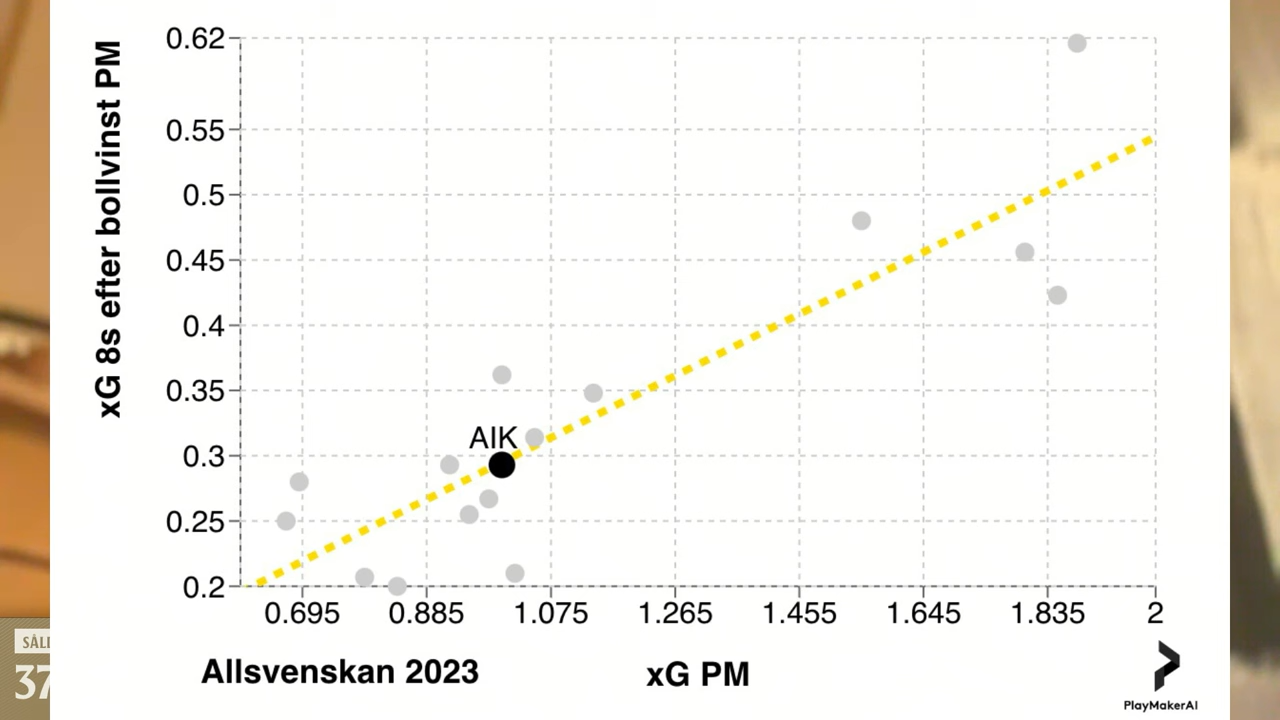 xG 8s efter bollvinst PM
0.62
0.55
0.5
0.45
0.4
0.35
0.3
0.25
0.2
AIK
0.695 0.885 1.075 1.265 1.455 1.645 1.835 2
Allsvenskan 2023 xG PM
PlayMakerAI
37